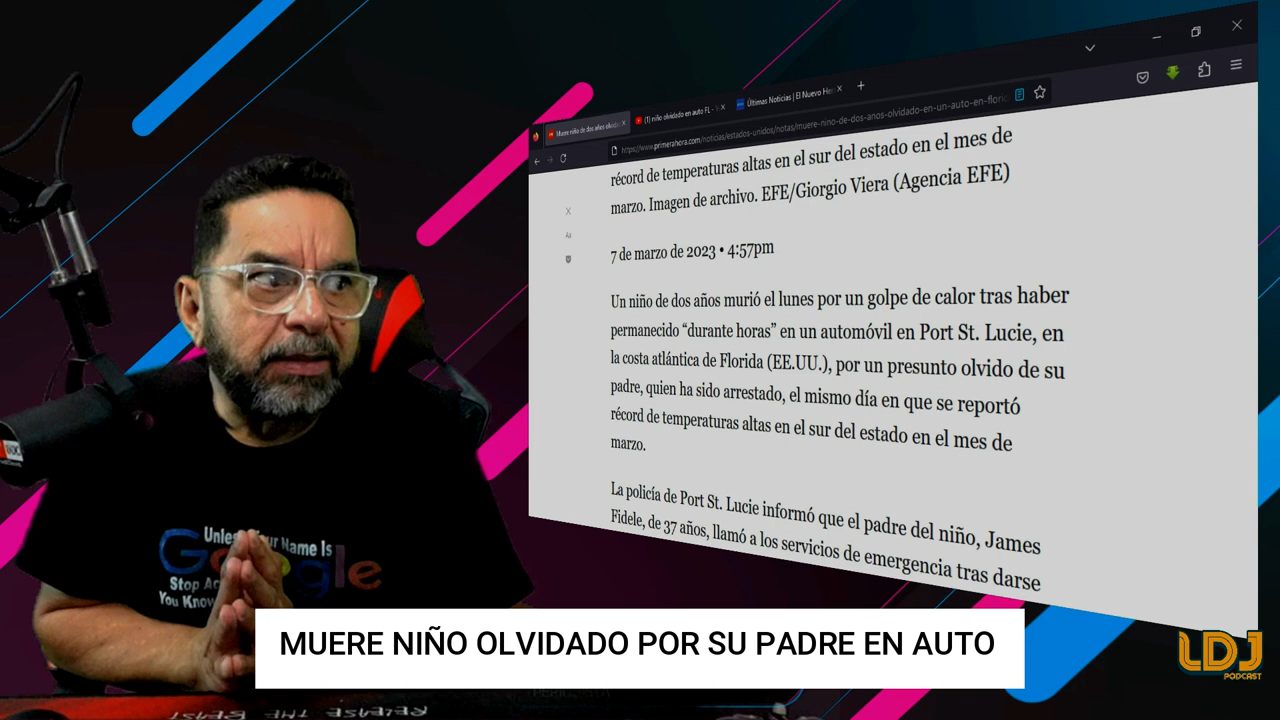 Muere niño de dos años olvidad
(1) niño olvidado en auto FL - 
Últimas Noticias | El Nuevo He
https://www.primerahora.com/noticias/estados-unidos/notas/muere-nino-de-dos-anos-olvidado-en-un-auto-en-floric
récord de temperaturas altas en el sur del estado en el mes de
marzo. Imagen de archivo. EFE/Giorgio Viera (Agencia EFE)
7 de marzo de 2023 • 4:57pm
Un niño de dos años murió el lunes por un golpe de calor tras haber
permanecido “durante horas” en un automóvil en Port St. Lucie, en
la costa atlántica de Florida (EE.UU.), por un presunto olvido de su
padre, quien ha sido arrestado, el mismo día en que se reportó
récord de temperaturas altas en el sur del estado en el mes de
marzo.
La policía de Port St. Lucie informó que el padre del niño, James
Fidele, de 37 años, llamó a los servicios de emergencia tras darse
Unless Your Name Is
Google
Stop Ac
You Know
MUERE NIÑO OLVIDADO POR SU PADRE EN AUTO
LDJ
PODCAST
RELEASE THE BEAST